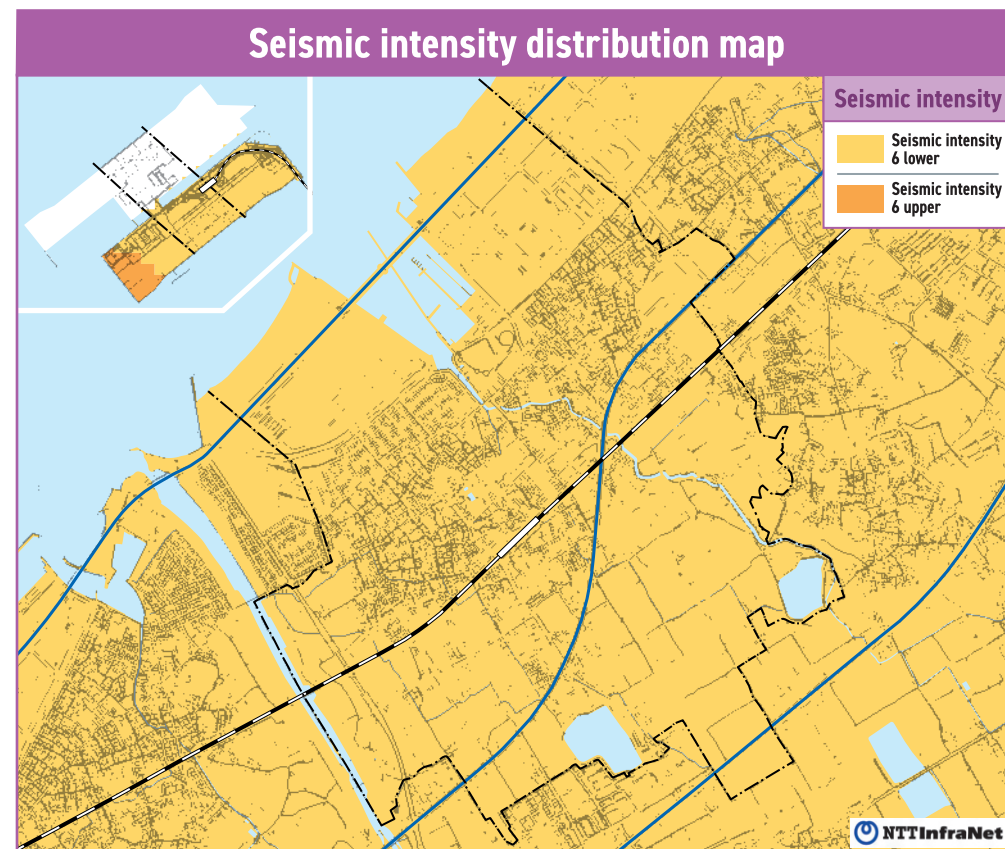 Seismic intensity distribution map
Seismic intensity
Seismic intensity
6 lower
Seismic intensity
6 upper
NTTInfraNet